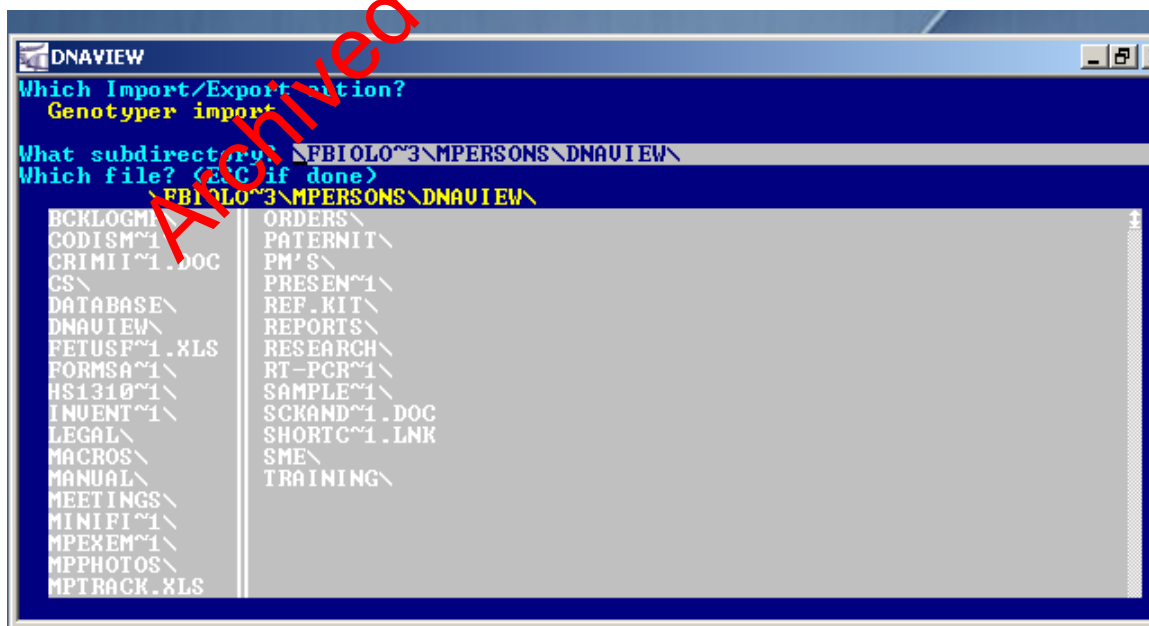 Archived
DNAVIEW
Which Import/Export action?
Genotyper import
What subdirectory? \FBIOLO~3\MPERSONS\DNAVIEW\
Which file? (ESC if done)
\FBIOLO~3\MPERSONS\DNAVIEW\
BCKLOGMP\
CODISM~1\
CRIMII~1.DOC
CS\
DATABASE\
DNAVIEW\
FETUSF~1.XLS
FORMSA~1\
HS1310~1\
INVENT~1\
LEGAL\
MACROS\
MANUAL\
MEETINGS\
MINIFI~1\
MPEXEM~1\
MPPHOTOS\
MPTRACK.XLS
ORDERS\
PATERNIT\
PM'S\
PRESEN~1\
REF.KIT\
REPORTS\
RESEARCH\
RT-PCR~1\
SAMPLE~1\
SCKAND~1.DOC
SHORTC~1.LNK
SME\
TRAINING\